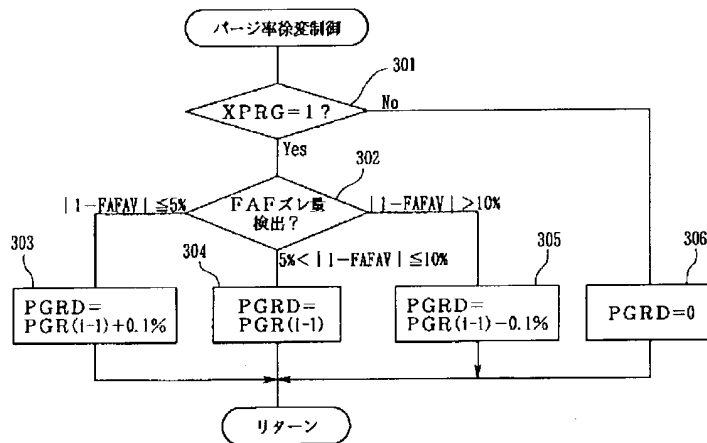 パージ率徐変制御
301
XPRG=1?
No
Yes
302
|1-FAFAV|≦5%
FAFズレ量
検出?
|1-FAFAV|>10%
303
304
5%<|1-FAFAV|≦10%
305
306
PGRD=
PGR(i-1)+0.1%
PGRD=
PGR(i-1)
PGRD=
PGR(i-1)-0.1%
PGRD=0
リターン